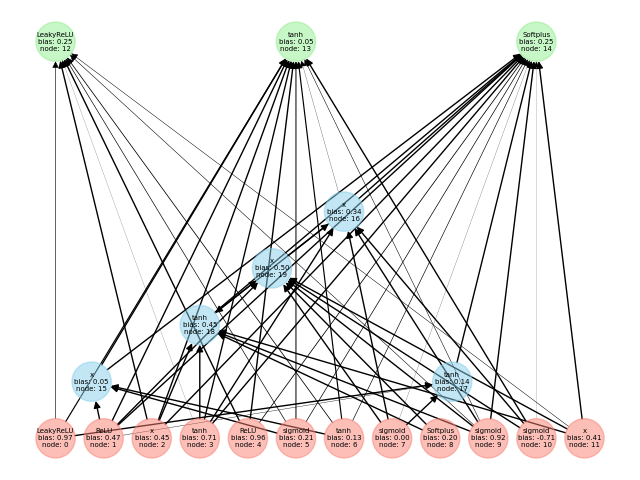 LeakyReLU
bias: 0.25
node: 12
tanh
bias: 0.05
node: 13
Softplus
bias: 0.25
node: 14
x
bias: 0.34
node: 16
x
bias: 0.50
node: 19
tanh
bias: 0.45
node: 18
x
bias: 0.05
node: 15
tanh
bias: 0.14
node: 17
LeakyReLU
bias: 0.97
node: 0
ReLU
bias: 0.47
node: 1
x
bias: 0.45
node: 2
tanh
bias: 0.71
node: 3
ReLU
bias: 0.96
node: 4
sigmoid
bias: 0.21
node: 5
tanh
bias: 0.13
node: 6
sigmoid
bias: 0.00
node: 7
Softplus
bias: 0.20
node: 8
sigmoid
bias: 0.92
node: 9
sigmoid
bias: -0.71
node: 10
x
bias: 0.41
node: 11